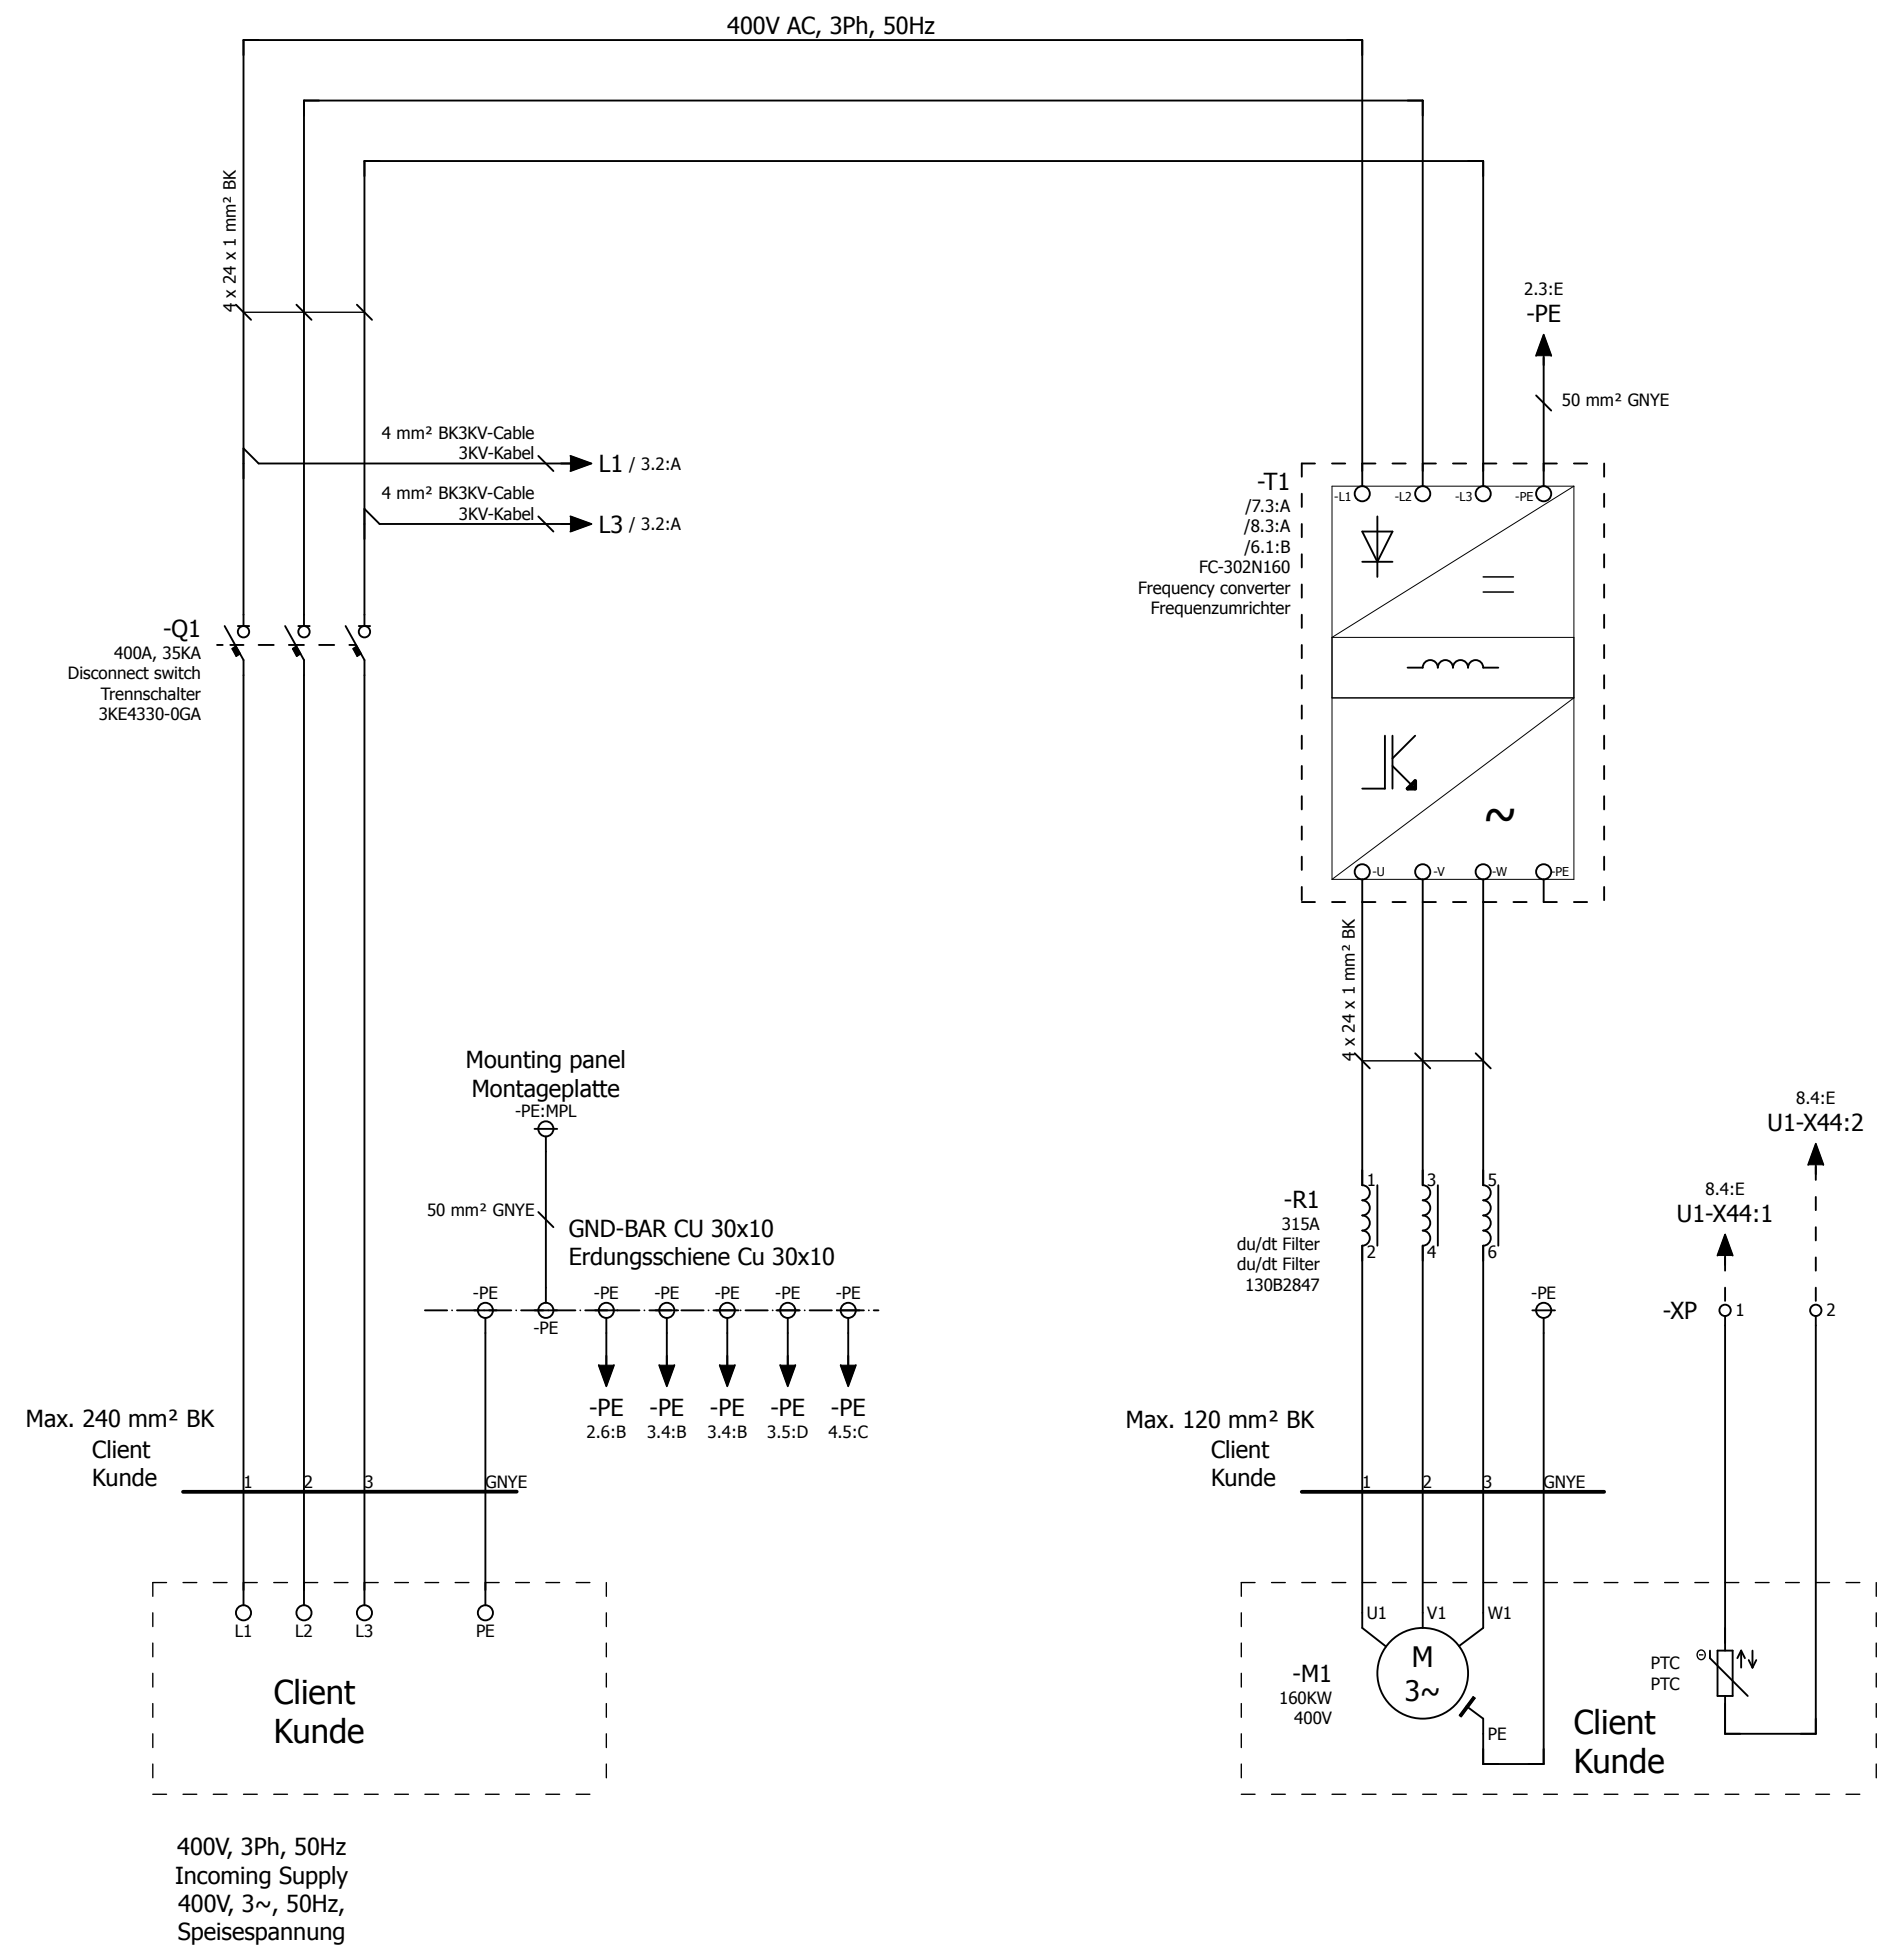 400V AC, 3Ph, 50Hz
4 x 24 x 1 mm² BK
4 mm² BK3KV-Cable
3KV-Kabel
L1 / 3.2:A
4 mm² BK3KV-Cable
3KV-Kabel
L3 / 3.2:A
-Q1
400A, 35KA
Disconnect switch
Trennschalter
3KE4330-0GA
2.3:E
-PE
50 mm² GNYE
-T1
/7.3:A
/8.3:A
/6.1:B
FC-302N160
Frequency converter
Frequenzumrichter
-L1 -L2 -L3 -PE
=
~
-U -V -W -PE
4 x 24 x 1 mm² BK
Mounting panel
Montageplatte
-PE:MPL
50 mm² GNYE
GND-BAR CU 30x10
Erdungsschiene Cu 30x10
-PE -PE -PE -PE -PE -PE
-PE
-PE -PE -PE -PE -PE
2.6:B 3.4:B 3.4:B 3.5:D 4.5:C
Max. 240 mm² BK
Client
Kunde
1 2 3 GNYE
L1 L2 L3 PE
Client
Kunde
400V, 3Ph, 50Hz
Incoming Supply
400V, 3~, 50Hz,
Speisespannung
8.4:E
U1-X44:2
8.4:E
U1-X44:1
-R1
315A
du/dt Filter
du/dt Filter
130B2847
1 3 5
2 4 6
-PE
-XP 1 2
Max. 120 mm² BK
Client
Kunde
1 2 3 GNYE
U1 V1 W1
M
3~
-M1
160KW
400V
PE
PTC
PTC
Θ
Client
Kunde